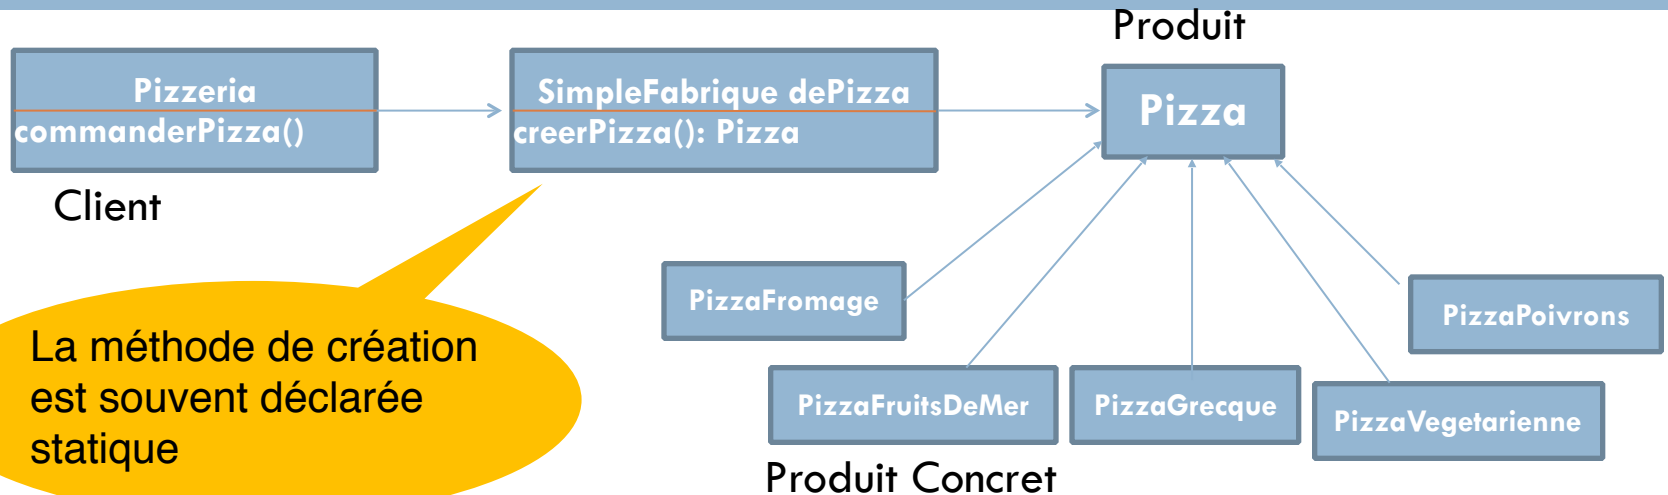 Produit
Pizzeria
commanderPizza()
SimpleFabrique dePizza
creerPizza(): Pizza
Pizza
Client
La méthode de création
est souvent déclarée
statique
PizzaFromage
PizzaPoivrons
PizzaFruitsDeMer
PizzaGrecque
PizzaVegetarienne
Produit Concret